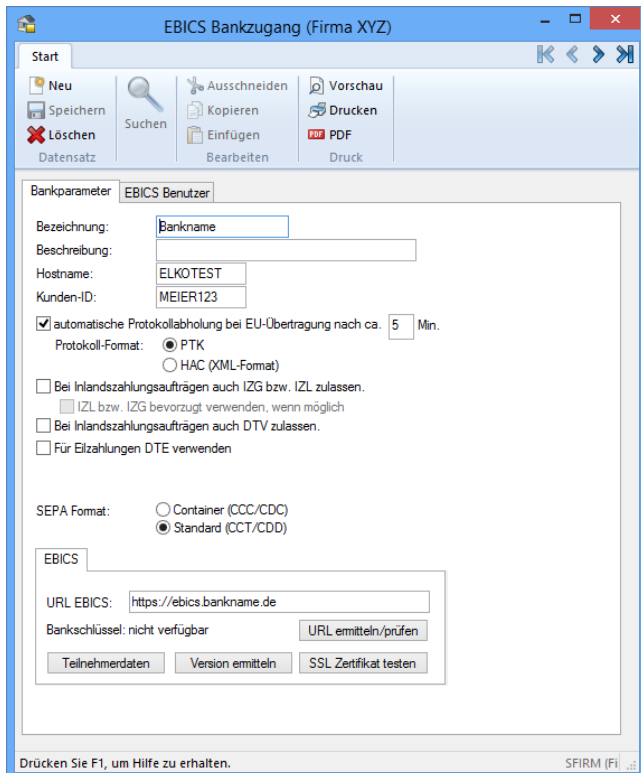 EBICS Bankzugang (Firma XYZ)
Start
Neu
Speichern
Löschen
Datensatz
Suchen
Ausschneiden
Kopieren
Einfügen
Bearbeiten
Vorschau
Drucken
PDF PDF
Druck
Bankparameter EBICS Benutzer
Bezeichnung: Bankname
Beschreibung:
Hostname: ELKOTEST
Kunden-ID: MEIER123
automatische Protokollabholung bei EU-Übertragung nach ca. 5 Min.
Protokoll-Format: PTK
HAC (XML-Format)
Bei Inlandszahlungsaufträgen auch IZG bzw. IZL zulassen.
IZL bzw. IZG bevorzugt verwenden, wenn möglich
Bei Inlandszahlungsaufträgen auch DTV zulassen.
Für Eilzahlungen DTE verwenden
SEPA Format: Container (CCC/CDC)
Standard (CCT/CDD)
EBICS
URL EBICS: https://ebics.bankname.de
Bankschlüssel: nicht verfügbar URL ermitteln/prüfen
Teilnehmerdaten Version ermitteln SSL Zertifikat testen
Drücken Sie F1, um Hilfe zu erhalten. SFIRM (Fi